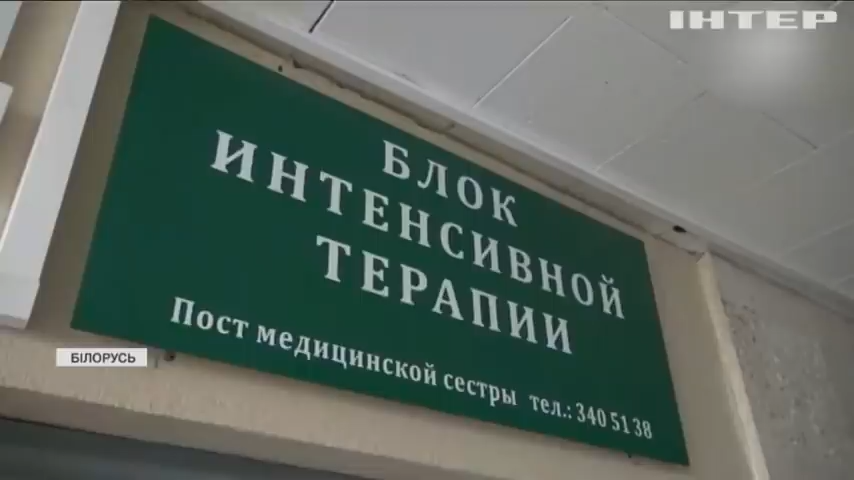 ІНТЕР
БЛОК
ИНТЕНСИВНОЙ
ТЕРАПИИ
Пост медицинской сестры тел.: 340 51 38
БІЛОРУСЬ